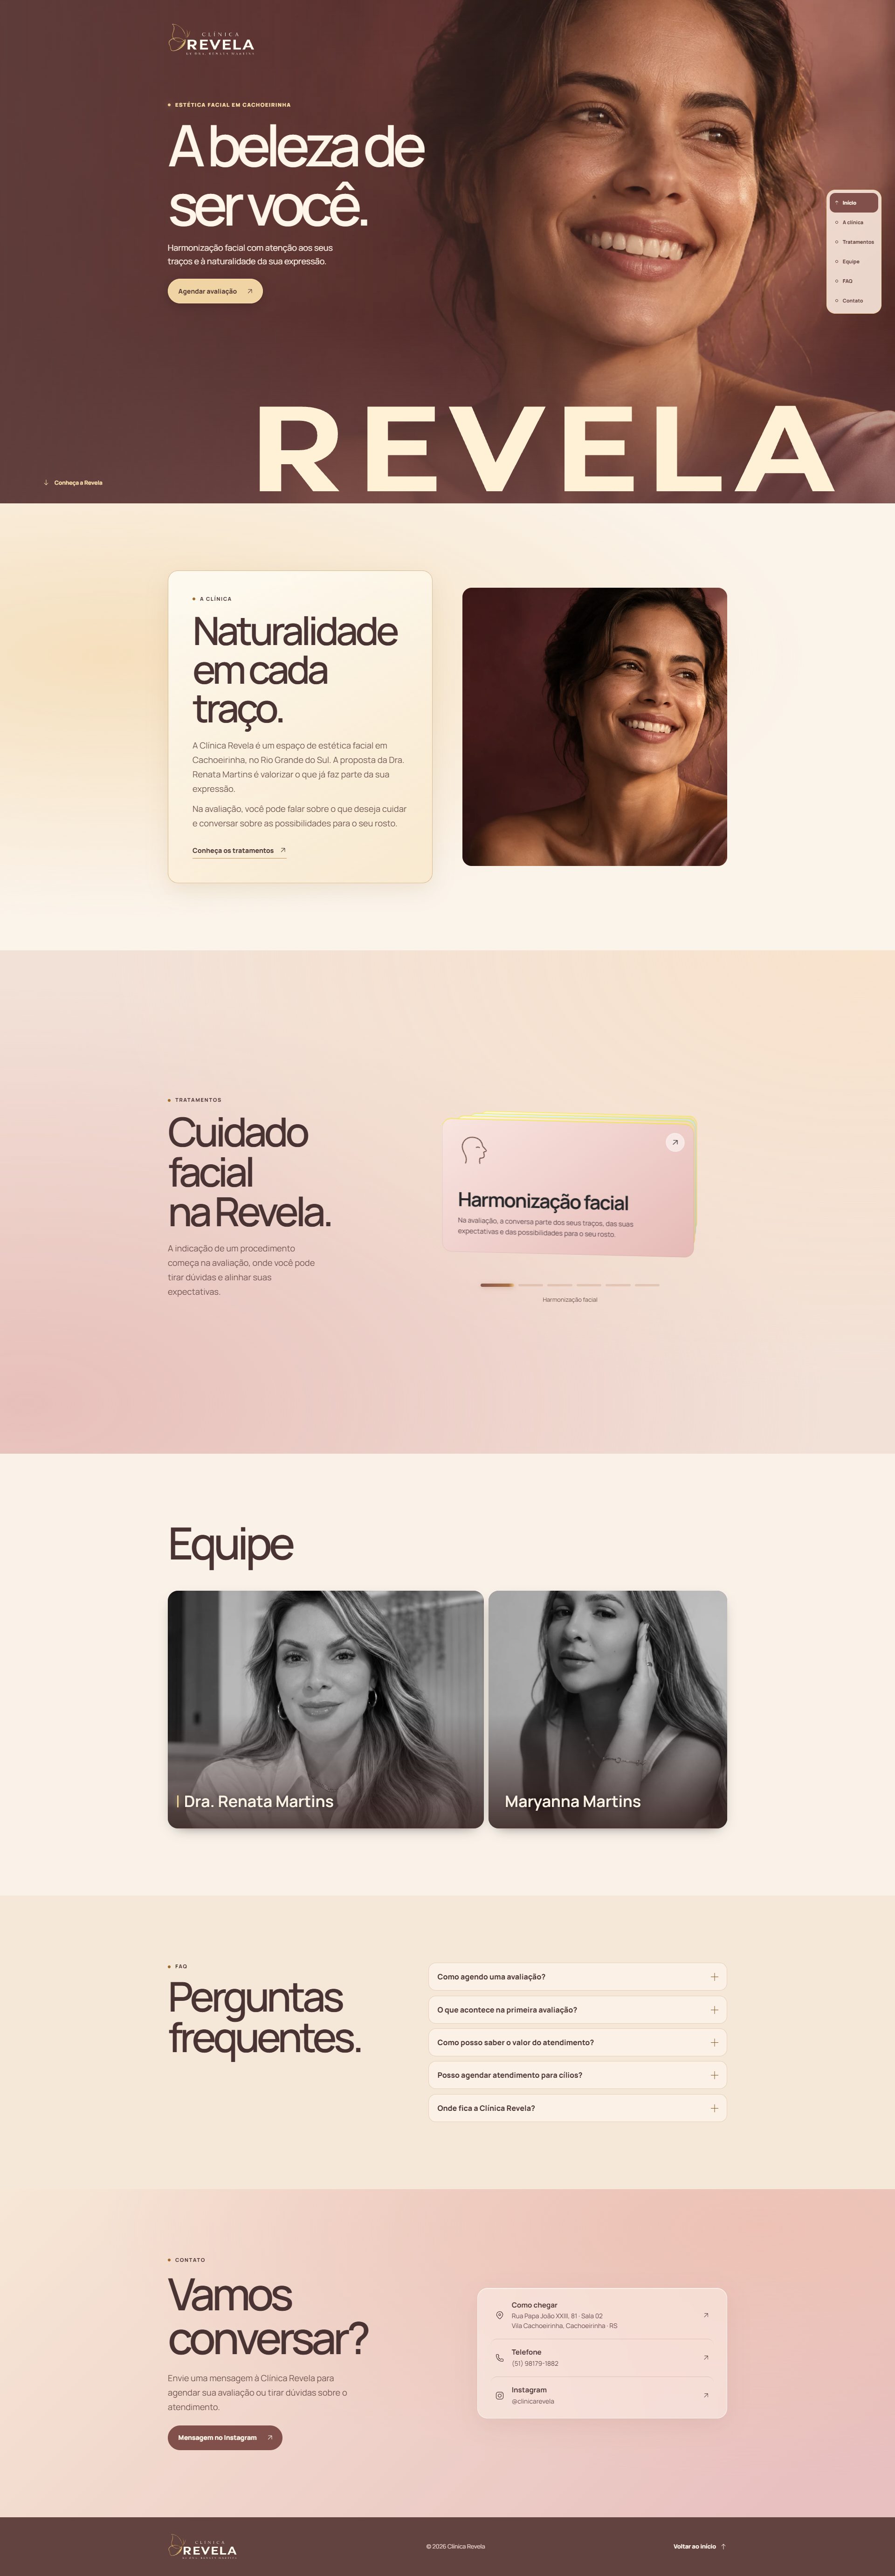 CLÍNICA
REVELA
ESTÉTICA FACIAL EM CACHOEIRINHA
A beleza de
ser você.
Harmonização facial com atenção aos seus
traços e à naturalidade da sua expressão.
Agendar avaliação
Início
A clínica
Tratamentos
Equipe
FAQ
Contato
REVELA
Conheça a Revela
A CLÍNICA
Naturalidade
em cada
traço.
A Clínica Revela é um espaço de estética facial em
Cachoeirinha, no Rio Grande do Sul. A proposta da Dra.
Renata Martins é valorizar o que já faz parte da sua
expressão.
Na avaliação, você pode falar sobre o que deseja cuidar
e conversar sobre as possibilidades para o seu rosto.
Conheça os tratamentos
TRATAMENTOS
Cuidado
facial
na Revela.
A indicação de um procedimento
começa na avaliação, onde você pode
tirar dúvidas e alinhar suas
expectativas.
Harmonização facial
Na avaliação, a conversa parte dos seus traços, das suas
expectativas e das possibilidades para o seu rosto.
Harmonização facial
Equipe
Dra. Renata Martins
Maryanna Martins
FAQ
Perguntas
frequentes.
Como agendo uma avaliação?
O que acontece na primeira avaliação?
Como posso saber o valor do atendimento?
Posso agendar atendimento para cílios?
Onde fica a Clínica Revela?
CONTATO
Vamos
conversar?
Envie uma mensagem à Clínica Revela para
agendar sua avaliação ou tirar dúvidas sobre o
atendimento.
Mensagem no Instagram
Como chegar
Rua Papa João XXIII, 81 · Sala 02
Vila Cachoeirinha, Cachoeirinha · RS
Telefone
(51) 98179-1882
Instagram
@clinicarevela
CLÍNICA
REVELA
© 2026 Clínica Revela
Voltar ao início